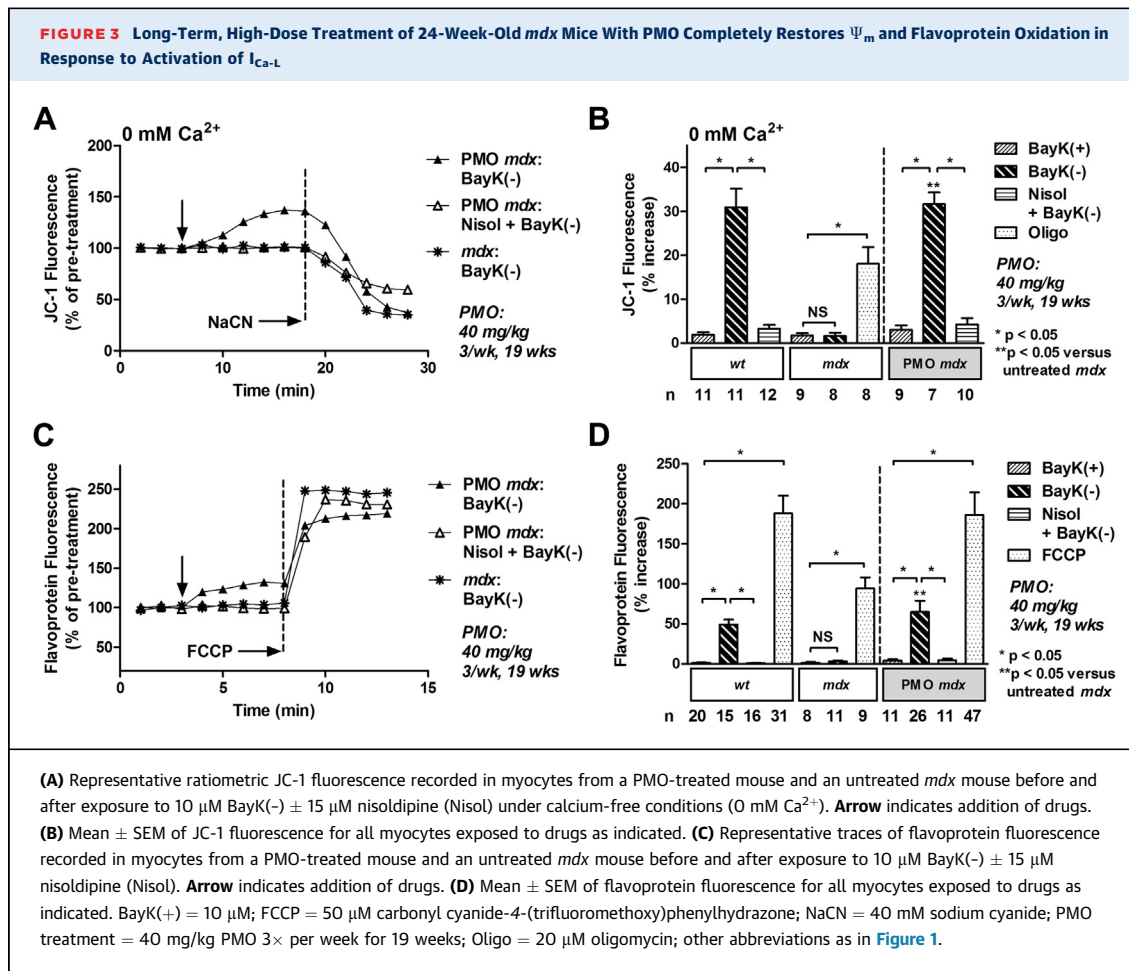 FIGURE 3 Long-Term, High-Dose Treatment of 24-Week-Old mdx Mice With PMO Completely Restores Ψm and Flavoprotein Oxidation in
Response to Activation of ICa-L
A
0 mM Ca2+
200
150
100
50
0
JC-1 Fluorescence
(% of pre-treatment)
NaCN
0 10 20 30
Time (min)
PMO mdx:
BayK(-)
PMO mdx:
Nisol + BayK(-)
mdx:
BayK(-)
PMO:
40 mg/kg
3/wk, 19 wks
B
0 mM Ca2+
JC-1 Fluorescence
(% increase)
40
30
20
10
0
* * * * *
**
NS
wt mdx PMO mdx
n 11 11 12 9 8 8 9 7 10
BayK(+)
BayK(-)
Nisol
+ BayK(-)
Oligo
PMO:
40 mg/kg
3/wk, 19 wks
* p < 0.05
**p < 0.05 versus
untreated mdx
C
Flavoprotein Fluorescence
(% of pre-treatment)
250
200
150
100
50
FCCP
0 5 10 15
Time (min)
PMO mdx:
BayK(-)
PMO mdx:
Nisol + BayK(-)
mdx:
BayK(-)
PMO:
40 mg/kg
3/wk, 19 wks
D
Flavoprotein Fluorescence
(% increase)
250
200
150
100
50
0
* *
*
* * * *
**
NS
wt mdx PMO mdx
n 20 15 16 31 8 11 9 11 26 11 47
BayK(+)
BayK(-)
Nisol
+ BayK(-)
FCCP
PMO:
40 mg/kg
3/wk, 19 wks
* p < 0.05
**p < 0.05 versus
untreated mdx
(A) Representative ratiometric JC-1 fluorescence recorded in myocytes from a PMO-treated mouse and an untreated mdx mouse before and
after exposure to 10 μM BayK(-) ± 15 μM nisoldipine (Nisol) under calcium-free conditions (0 mM Ca2+). Arrow indicates addition of drugs.
(B) Mean ± SEM of JC-1 fluorescence for all myocytes exposed to drugs as indicated. (C) Representative traces of flavoprotein fluorescence
recorded in myocytes from a PMO-treated mouse and an untreated mdx mouse before and after exposure to 10 μM BayK(-) ± 15 μM
nisoldipine (Nisol). Arrow indicates addition of drugs. (D) Mean ± SEM of flavoprotein fluorescence for all myocytes exposed to drugs as
indicated. BayK(+) = 10 μM; FCCP = 50 μM carbonyl cyanide-4-(trifluoromethoxy)phenylhydrazone; NaCN = 40 mM sodium cyanide; PMO
treatment = 40 mg/kg PMO 3× per week for 19 weeks; Oligo = 20 μM oligomycin; other abbreviations as in Figure 1.